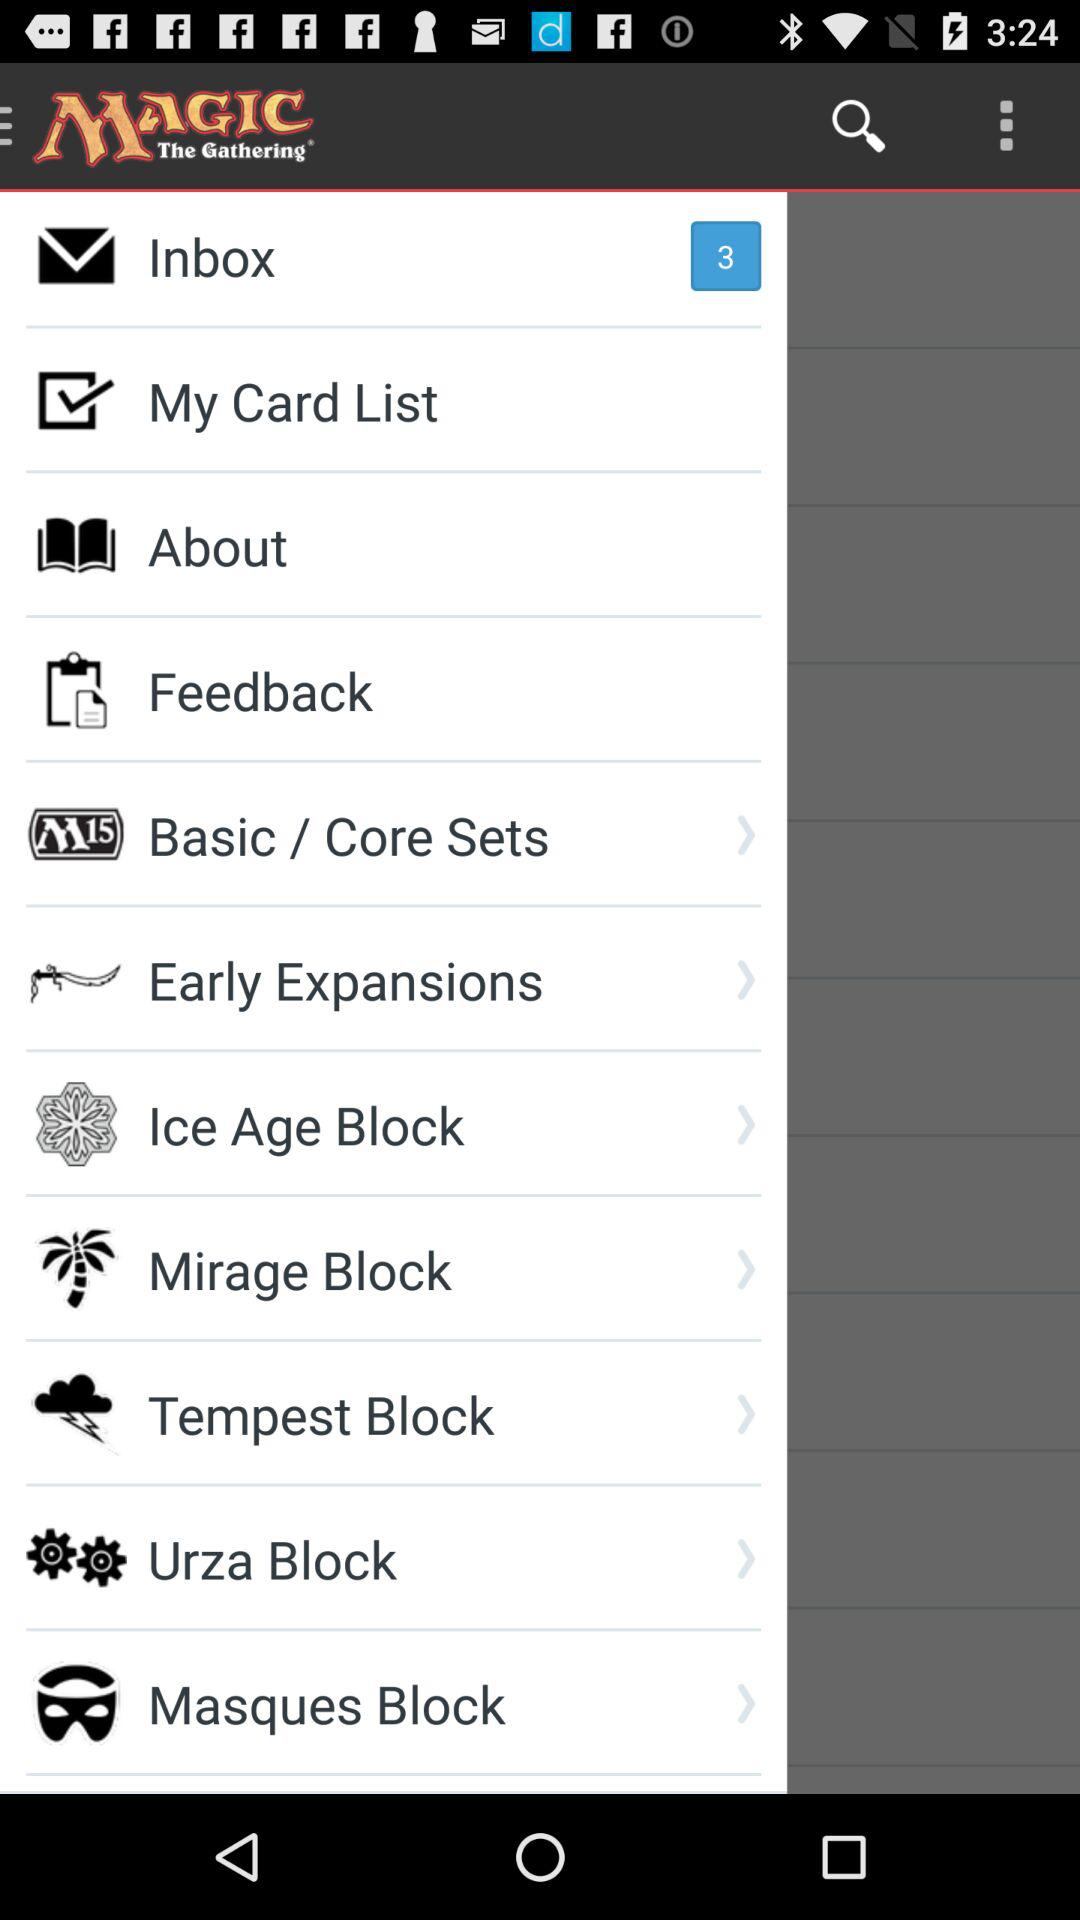 3:24
MAGIC
The Gathering®
Inbox 3
My Card List
About
Feedback
M15 Basic / Core Sets
Early Expansions
Ice Age Block
Mirage Block
Tempest Block
Urza Block
Masques Block